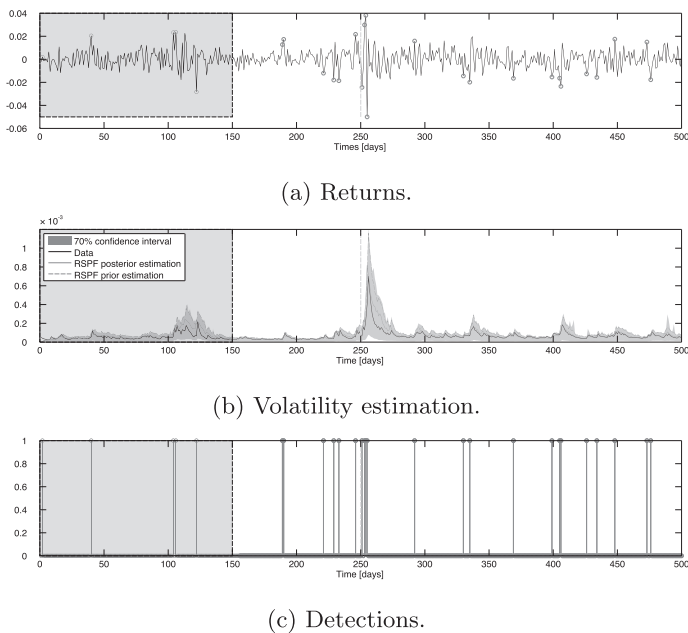 0.04
0.02
0
-0.02
-0.04
-0.06
0 50 100 150 200 250 300 350 400 450 500
Times [days]
(a) Returns.
× 10⁻³
1
0.8
0.6
0.4
0.2
0
70% confidence interval
Data
RSPF posterior estimation
RSPF prior estimation
0 50 100 150 200 250 300 350 400 450 500
Time [days]
(b) Volatility estimation.
1
0.8
0.6
0.4
0.2
0
0 50 100 150 200 250 300 350 400 450 500
Time [days]
(c) Detections.